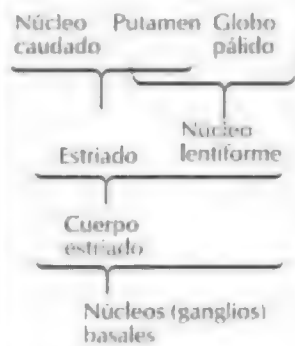 Núcleo Putamen Globo
caudado pálido
Núcleo
Estriado lentiforme
Cuerpo
estriado
Núcleos (ganglios)
basales